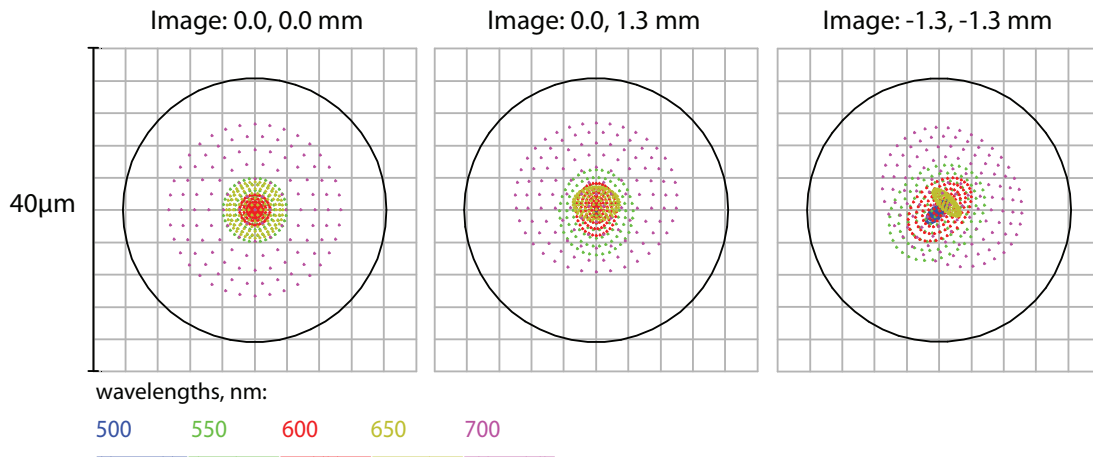 Image: 0.0, 0.0 mm Image: 0.0, 1.3 mm Image: -1.3, -1.3 mm
40µm
wavelengths, nm:
500 550 600 650 700